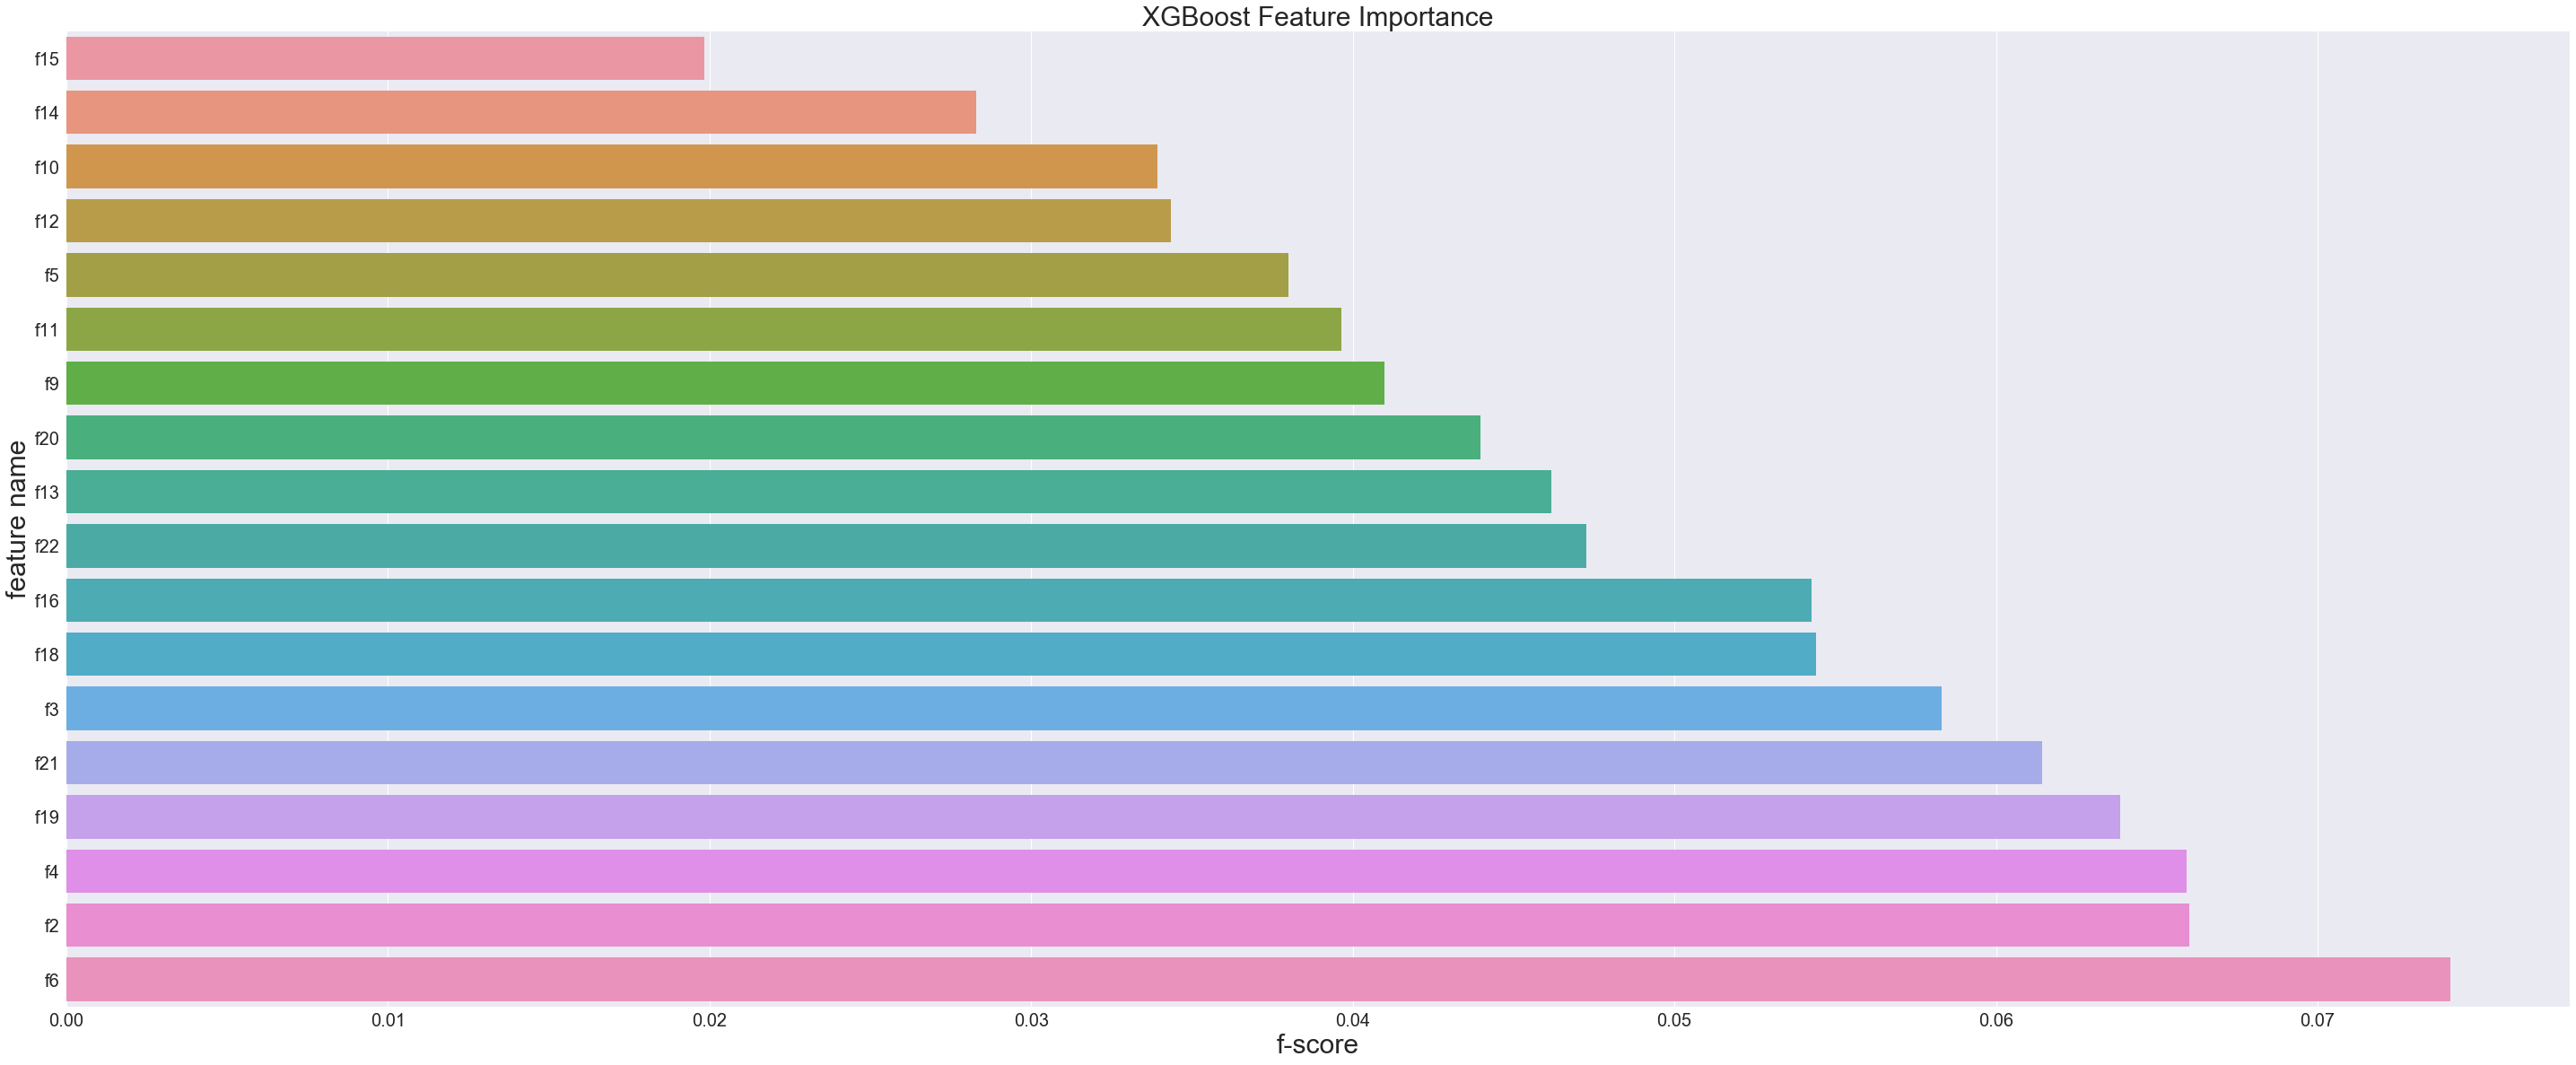 XGBoost Feature Importance
feature name
f15
f14
f10
f12
f5
f11
f9
f20
f13
f22
f16
f18
f3
f21
f19
f4
f2
f6
0.00 0.01 0.02 0.03 0.04 0.05 0.06 0.07
f-score